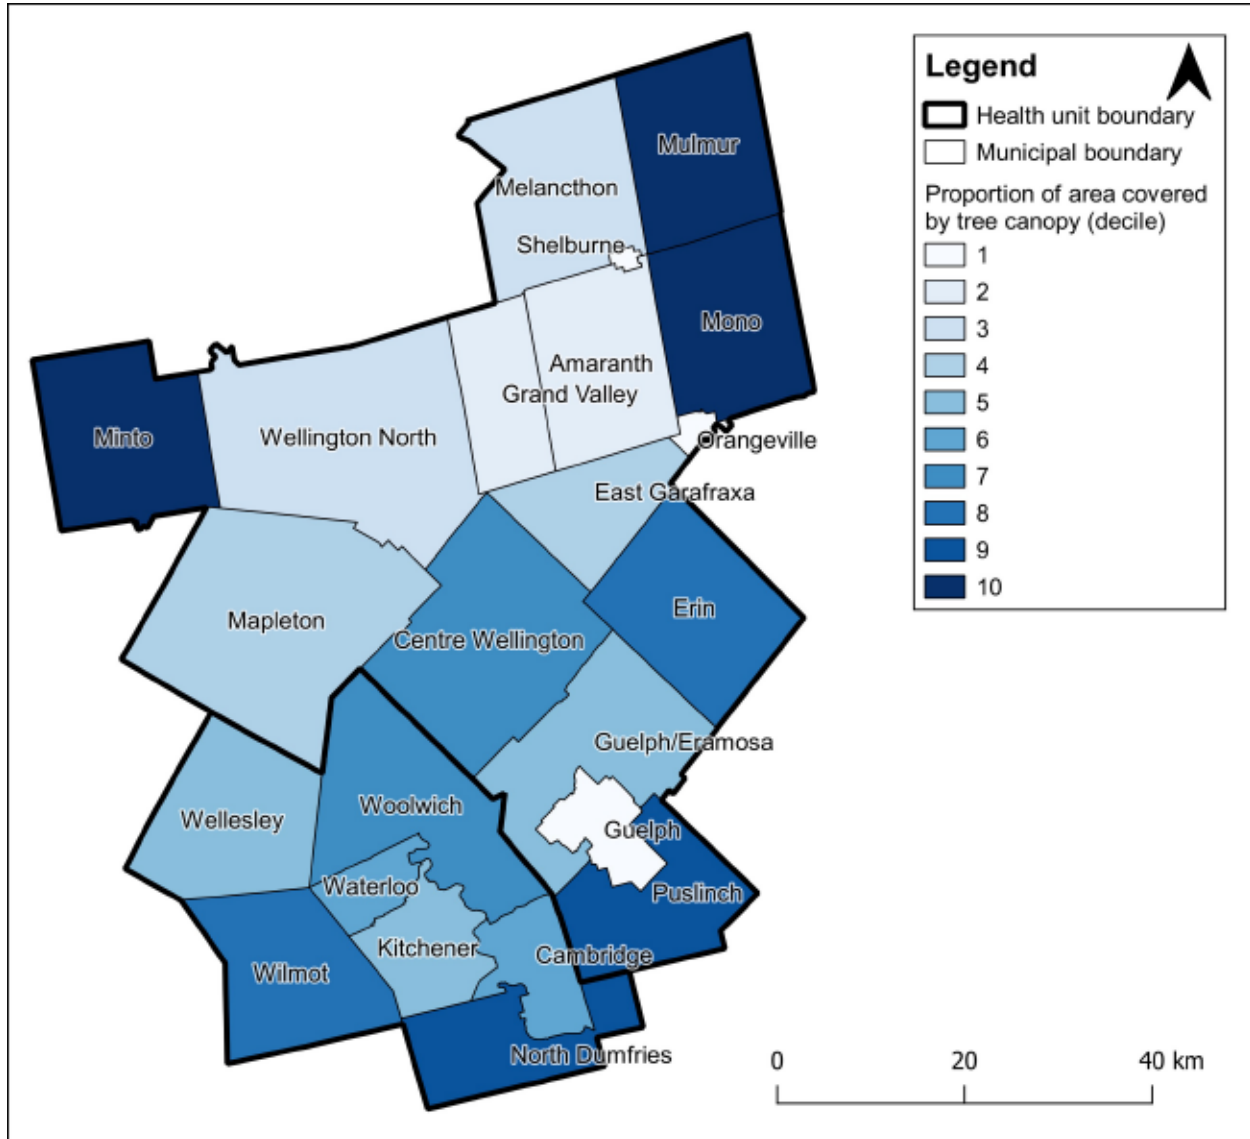 Legend
Health unit boundary
Municipal boundary
Proportion of area covered
by tree canopy (decile)
1
2
3
4
5
6
7
8
9
10
Mulmur
Melancthon
Shelburne
Mono
Amaranth
Grand Valley
Minto
Wellington North
Orangeville
East Garafraxa
Erin
Mapleton
Centre Wellington
Guelph/Eramosa
Woolwich
Wellesley
Guelph
Waterloo
Puslinch
Kitchener
Cambridge
Wilmot
North Dumfries
0 20 40 km